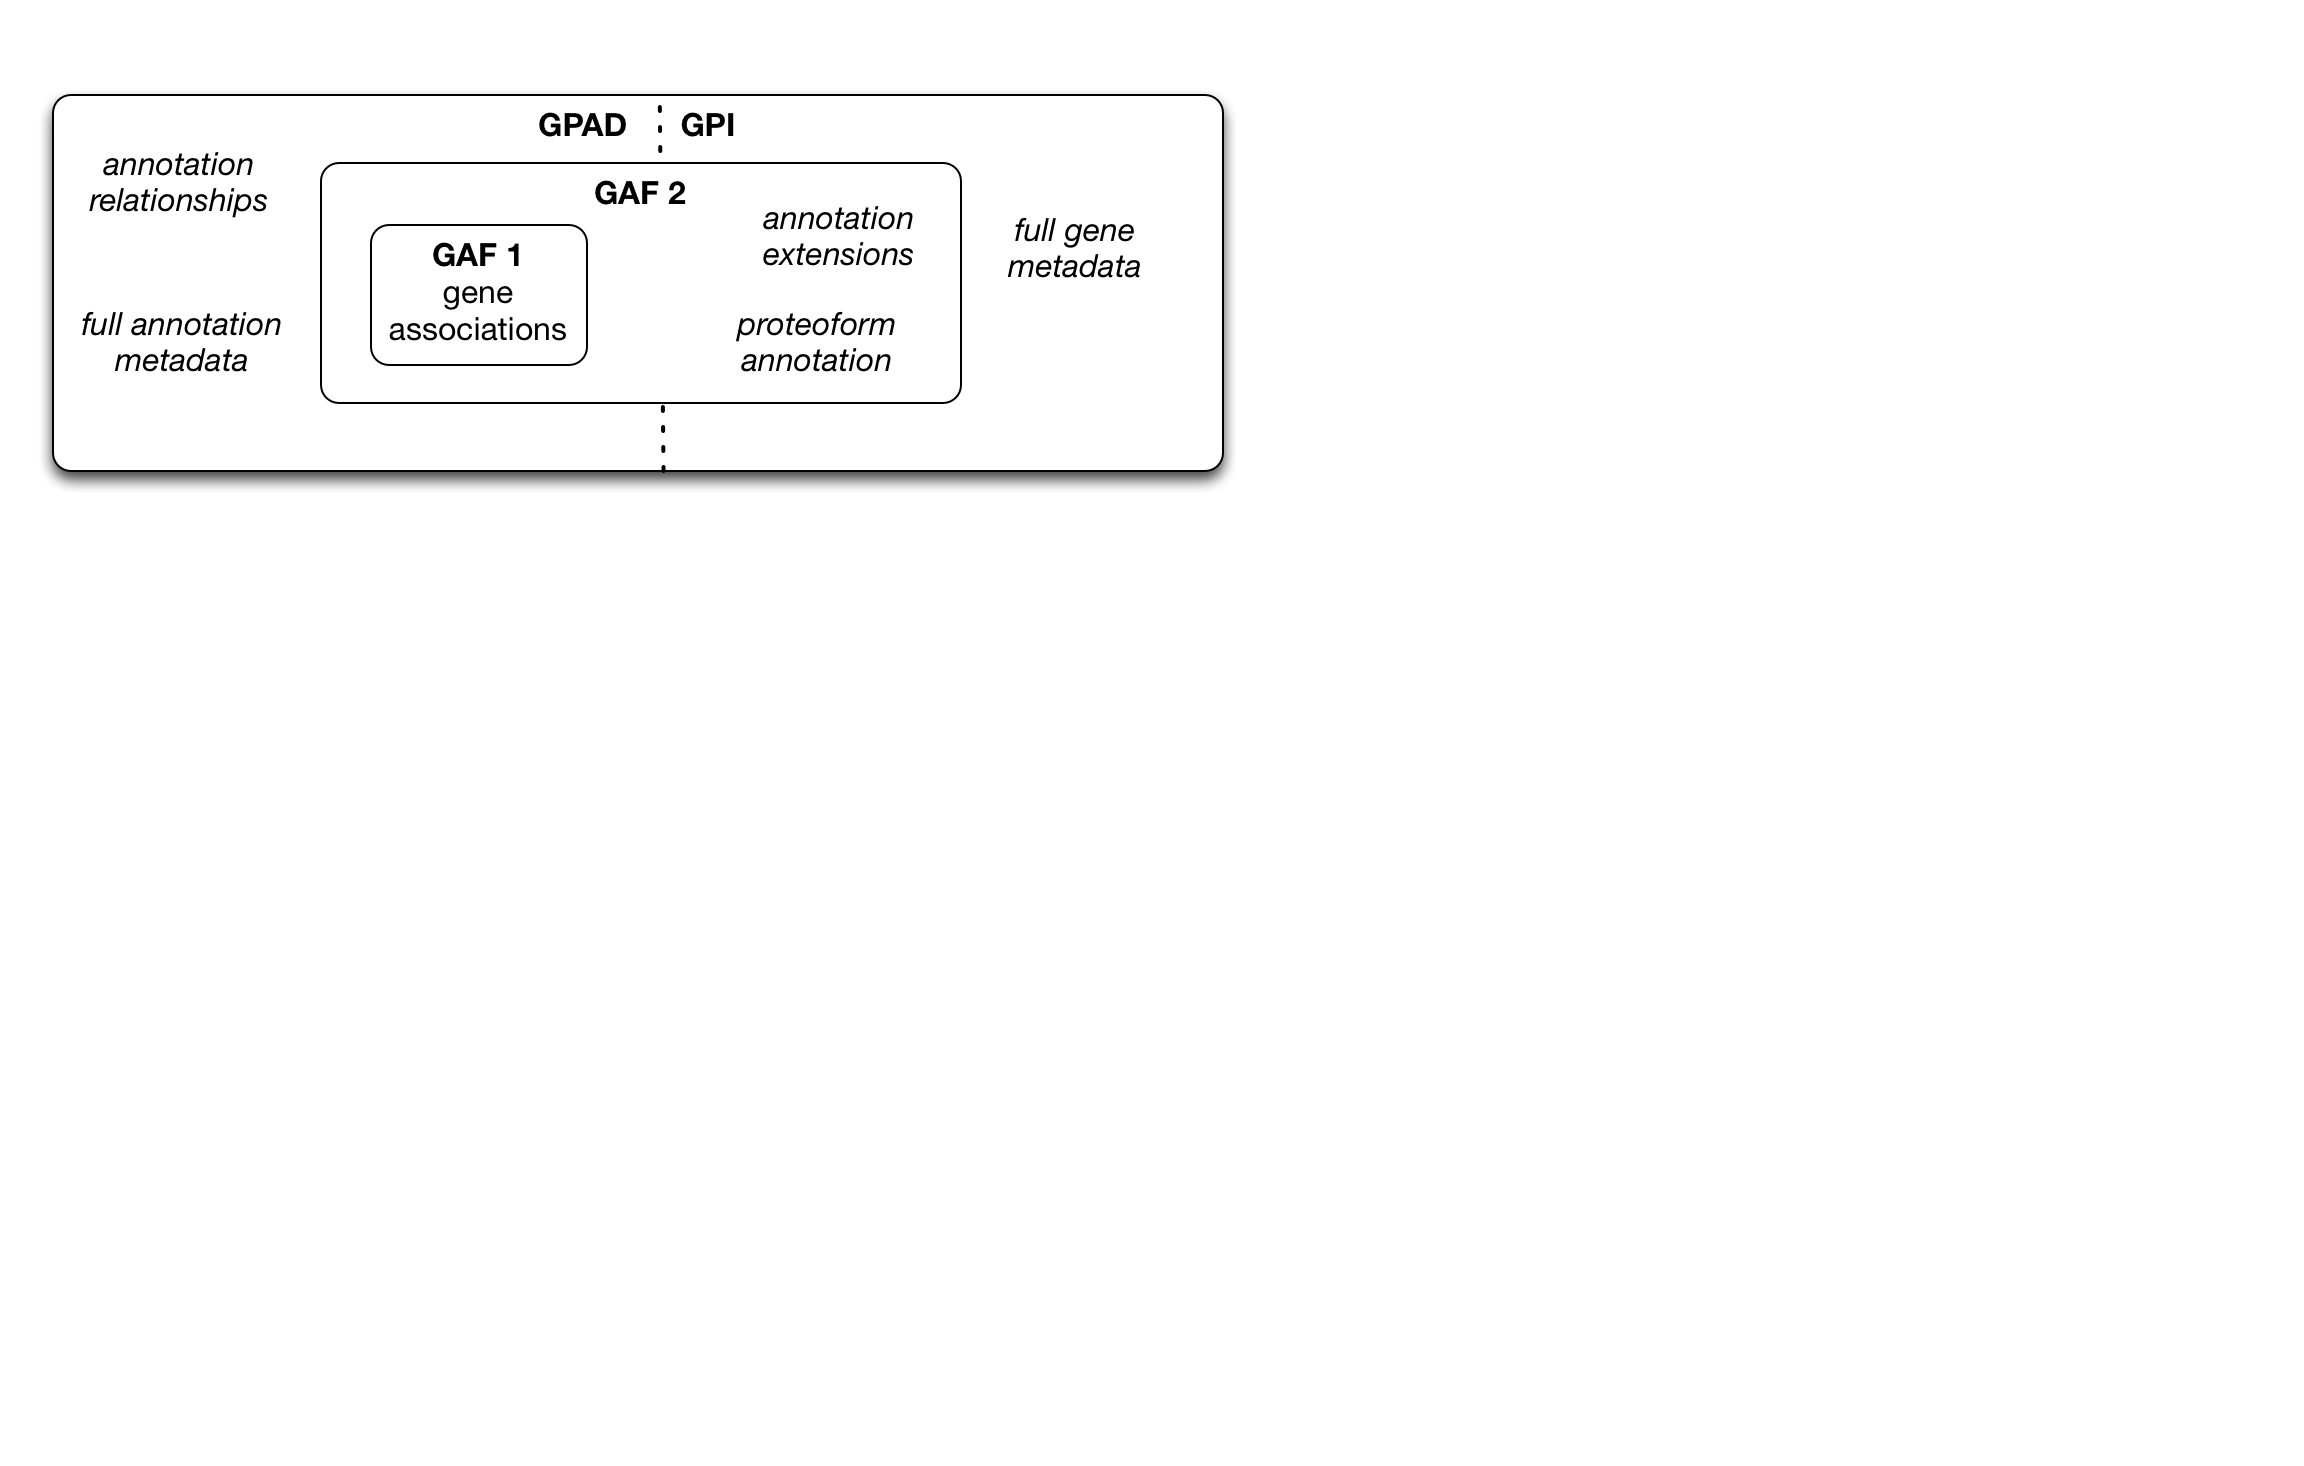 GPAD GPI
annotation
relationships
full annotation
metadata
GAF 2
GAF 1
gene
associations
annotation
extensions
proteoform
annotation
full gene
metadata